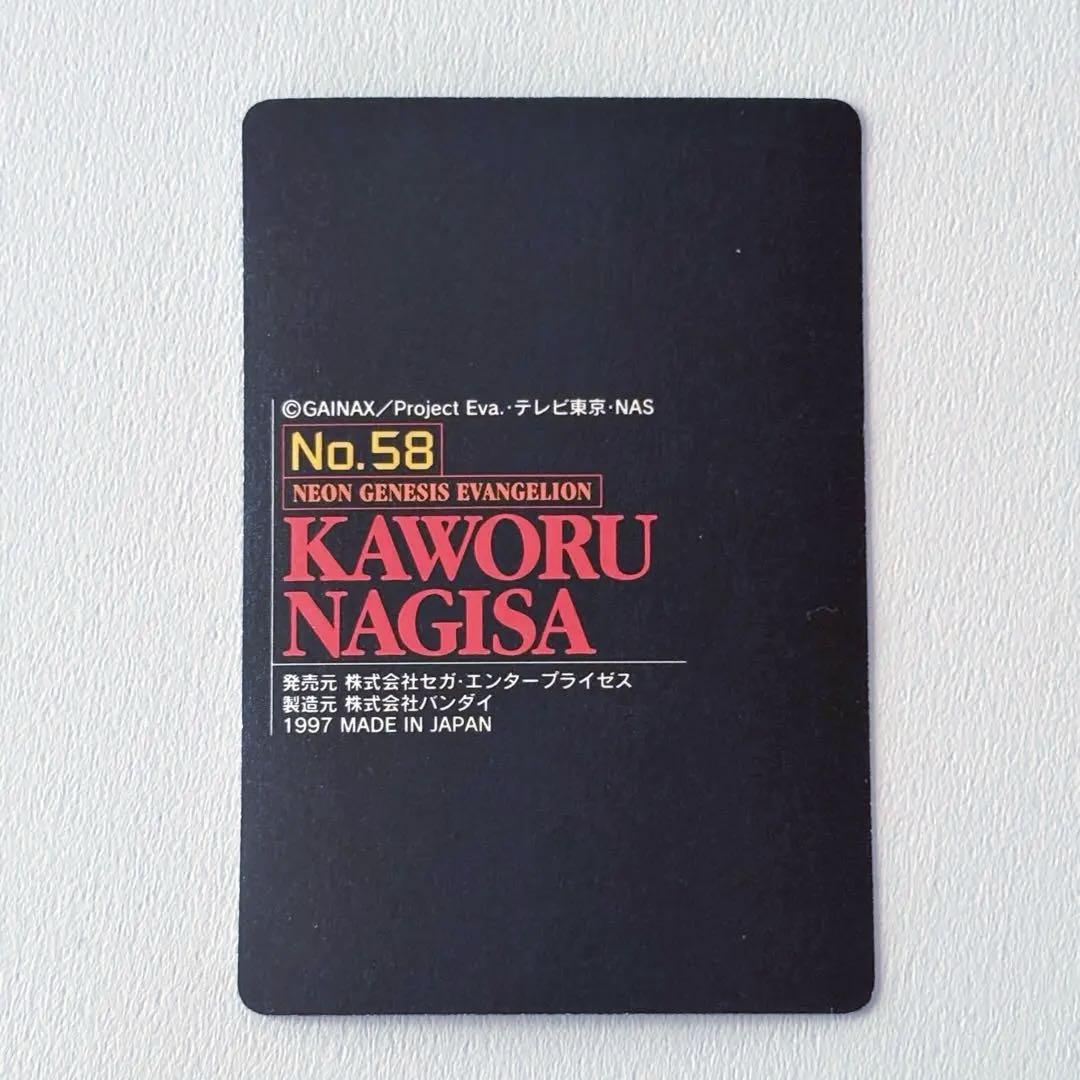 ©GAINAX／Project Eva.·テレビ東京·NAS
No.58
NEON GENESIS EVANGELION
KAWORU
NAGISA
発売元 株式会社セガ·エンタープライゼス
製造元 株式会社バンダイ
1997 MADE IN JAPAN